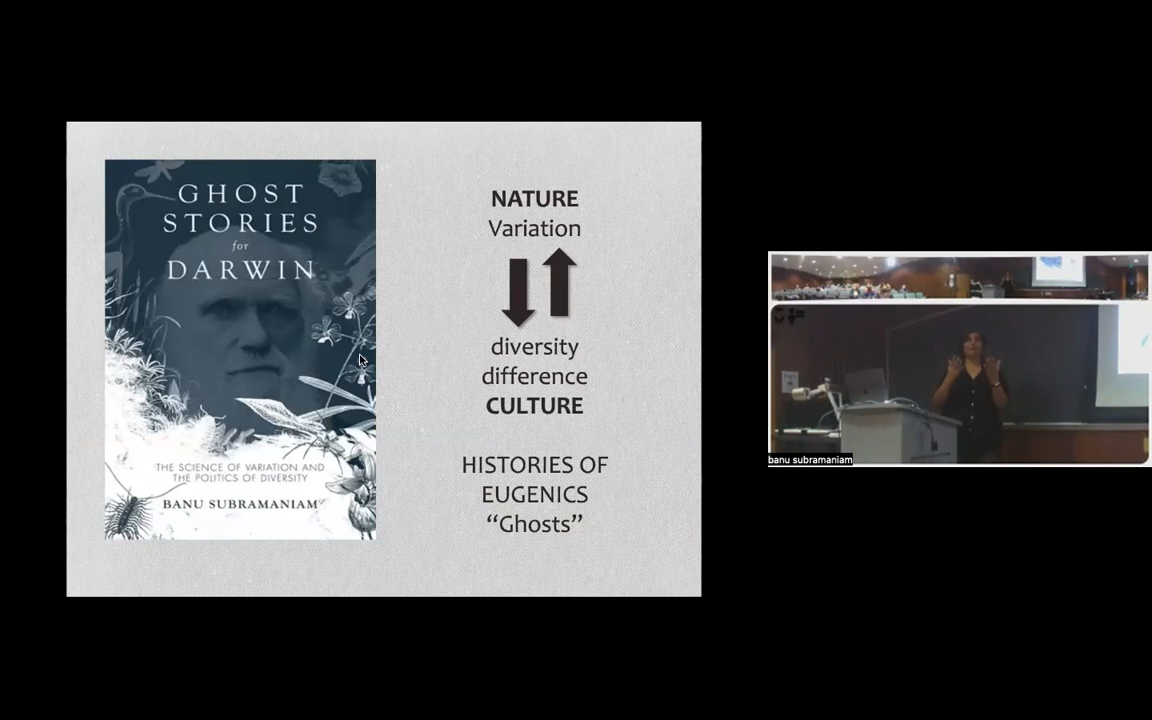 GHOST
STORIES
for
DARWIN
THE SCIENCE OF VARIATION AND
THE POLITICS OF DIVERSITY
BANU SUBRAMANIAM
NATURE
Variation
diversity
difference
CULTURE
HISTORIES OF
EUGENICS
“Ghosts”
banu subramaniam